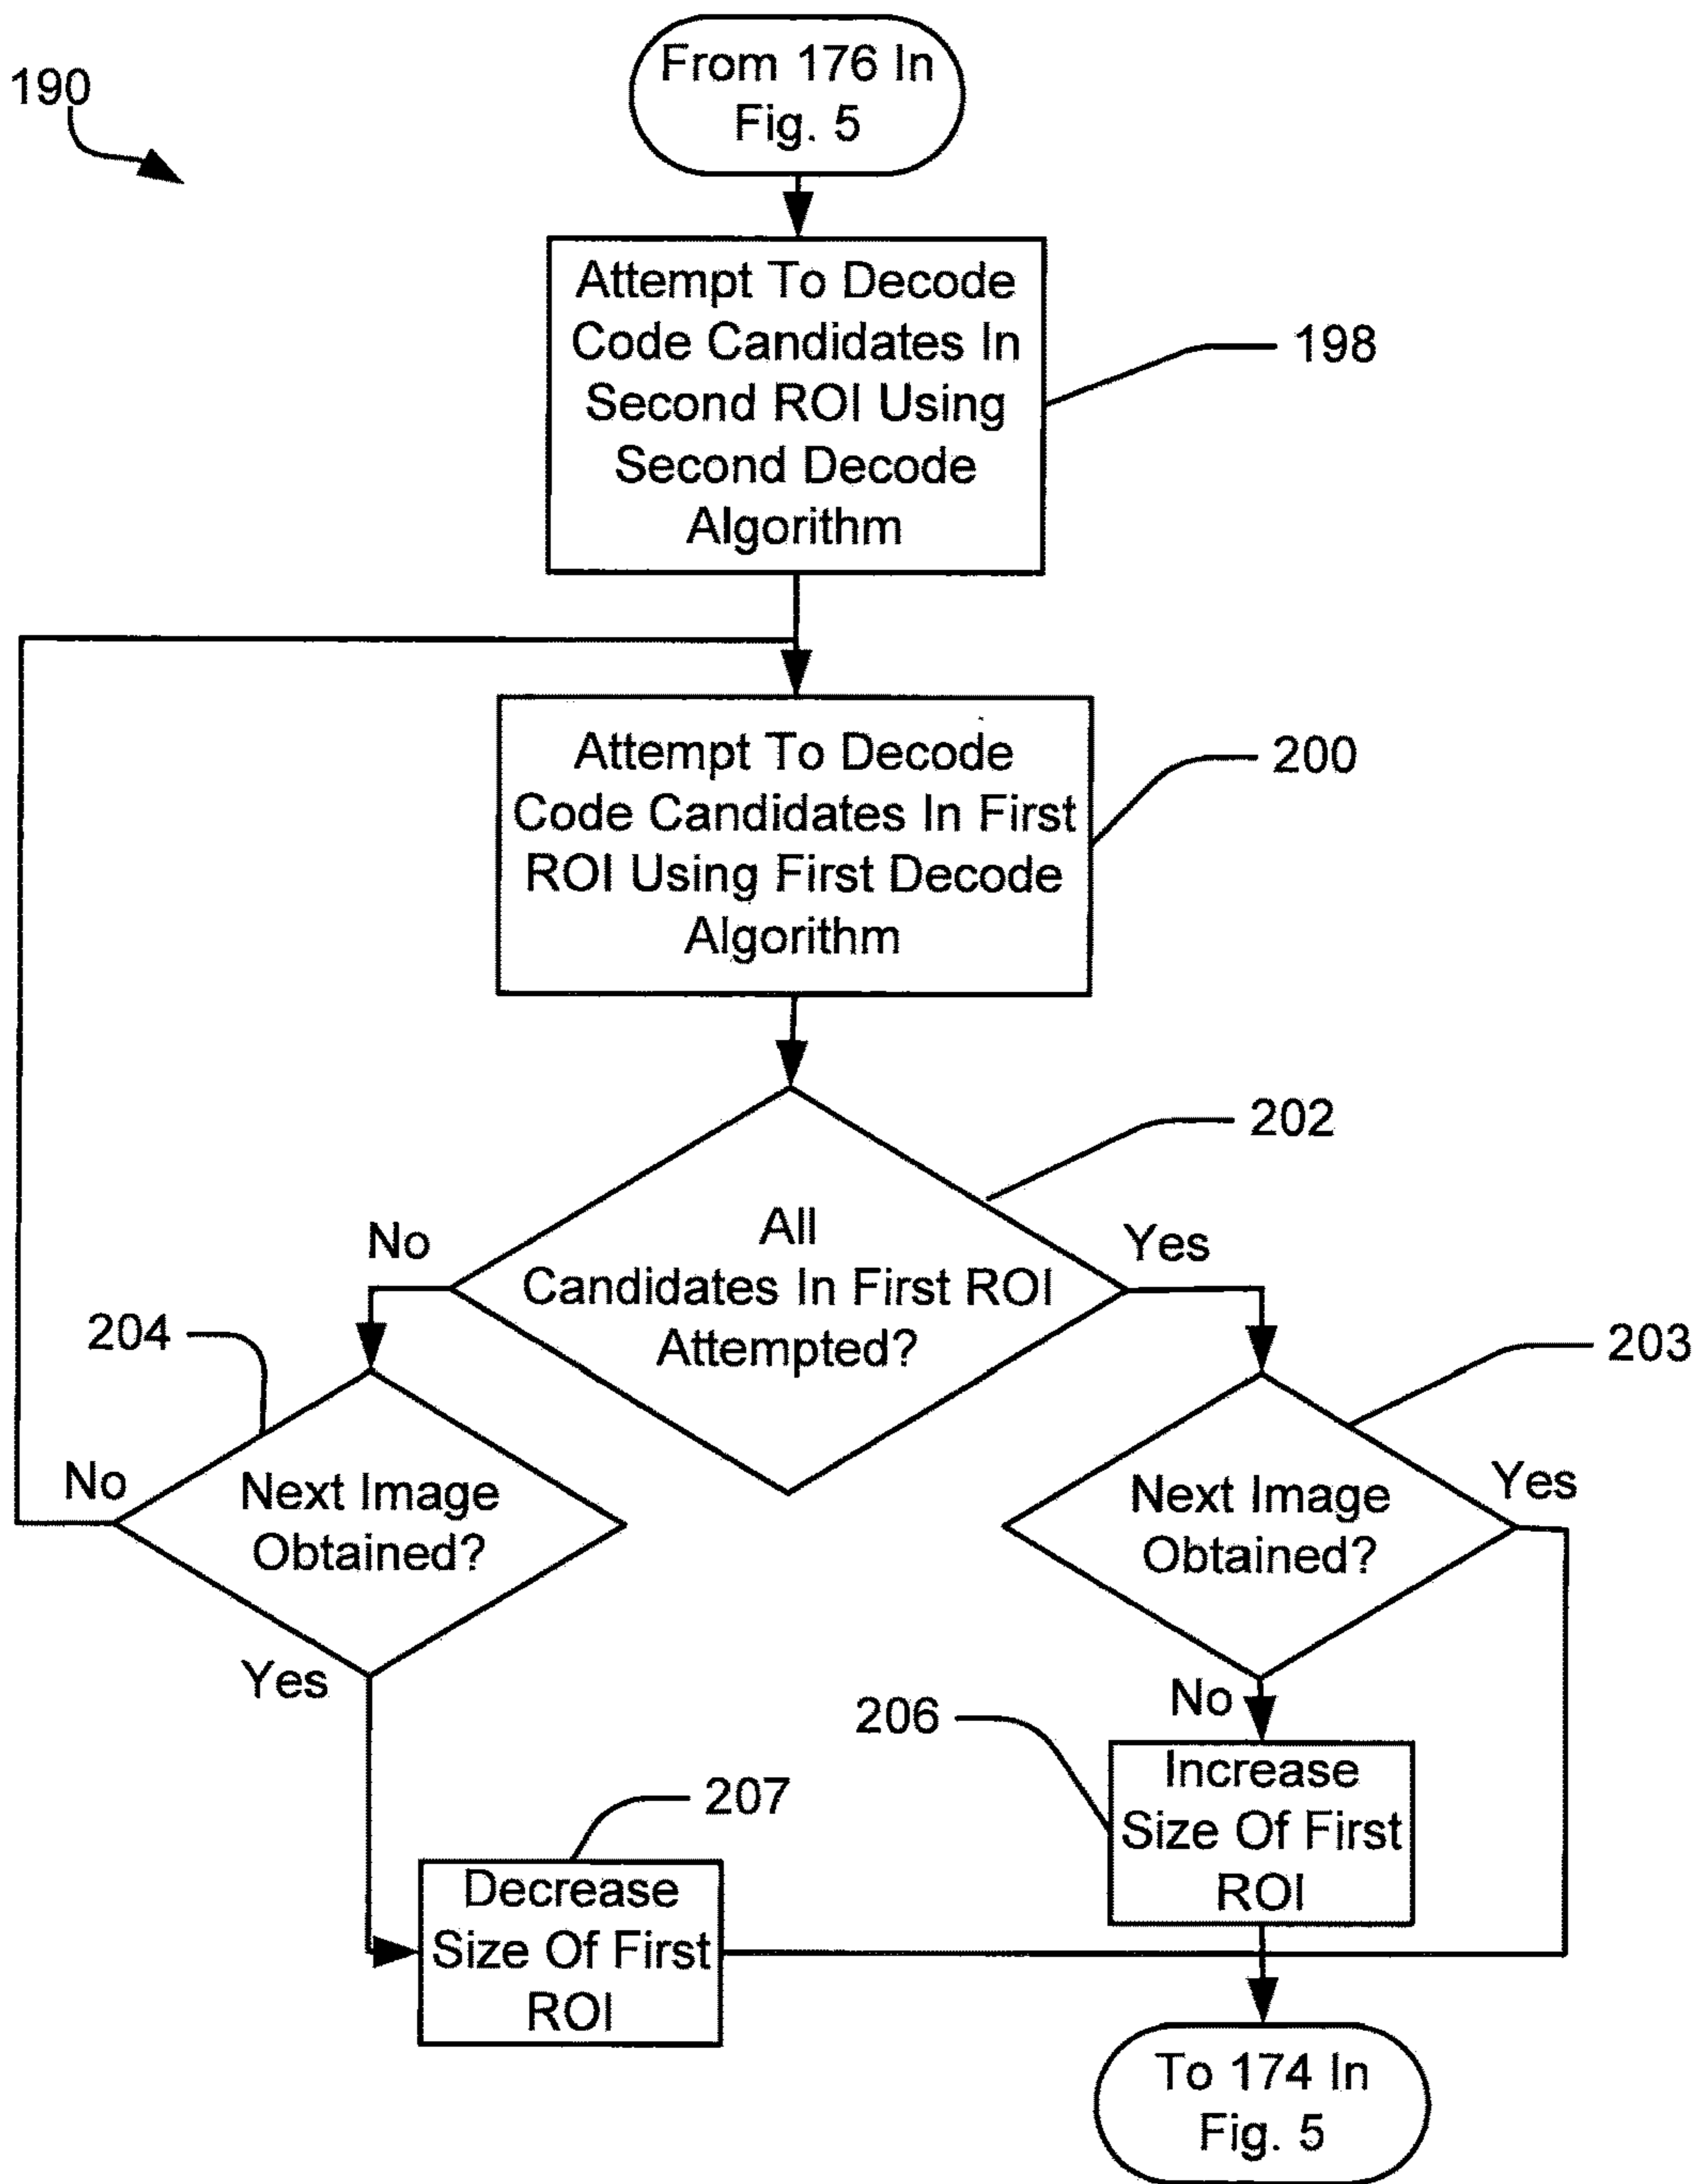 From 176 In
Fig. 5
190
Attempt To Decode
Code Candidates In
Second ROI Using
Second Decode
Algorithm
198
Attempt To Decode
Code Candidates In First
ROI Using First Decode
Algorithm
200
202
All
Candidates In First ROI
Attempted?
No
Yes
204
203
Next Image
Obtained?
No
Yes
Next Image
Obtained?
Yes
No
206
Increase
Size Of First
ROI
207
Decrease
Size Of First
ROI
To 174 In
Fig. 5